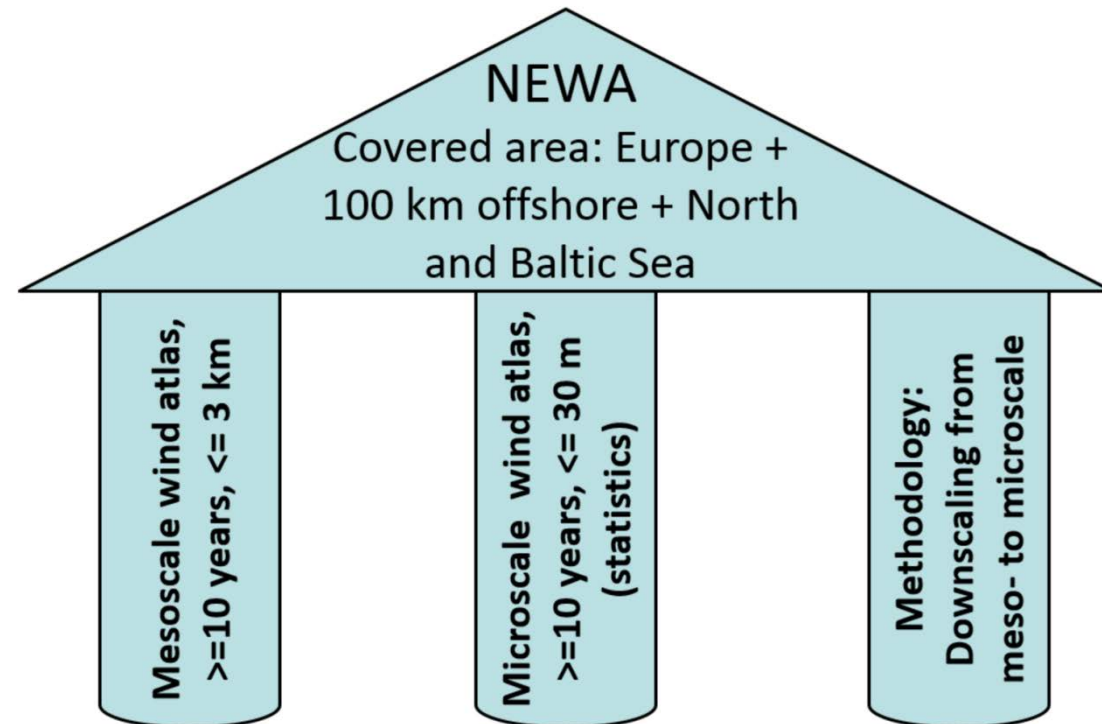 NEWA
Covered area: Europe +
100 km offshore + North
and Baltic Sea
Mesoscale wind atlas,
>=10 years, <= 3 km
Microscale wind atlas,
>=10 years, <= 30 m
(statistics)
Methodology:
Downscaling from
meso- to microscale